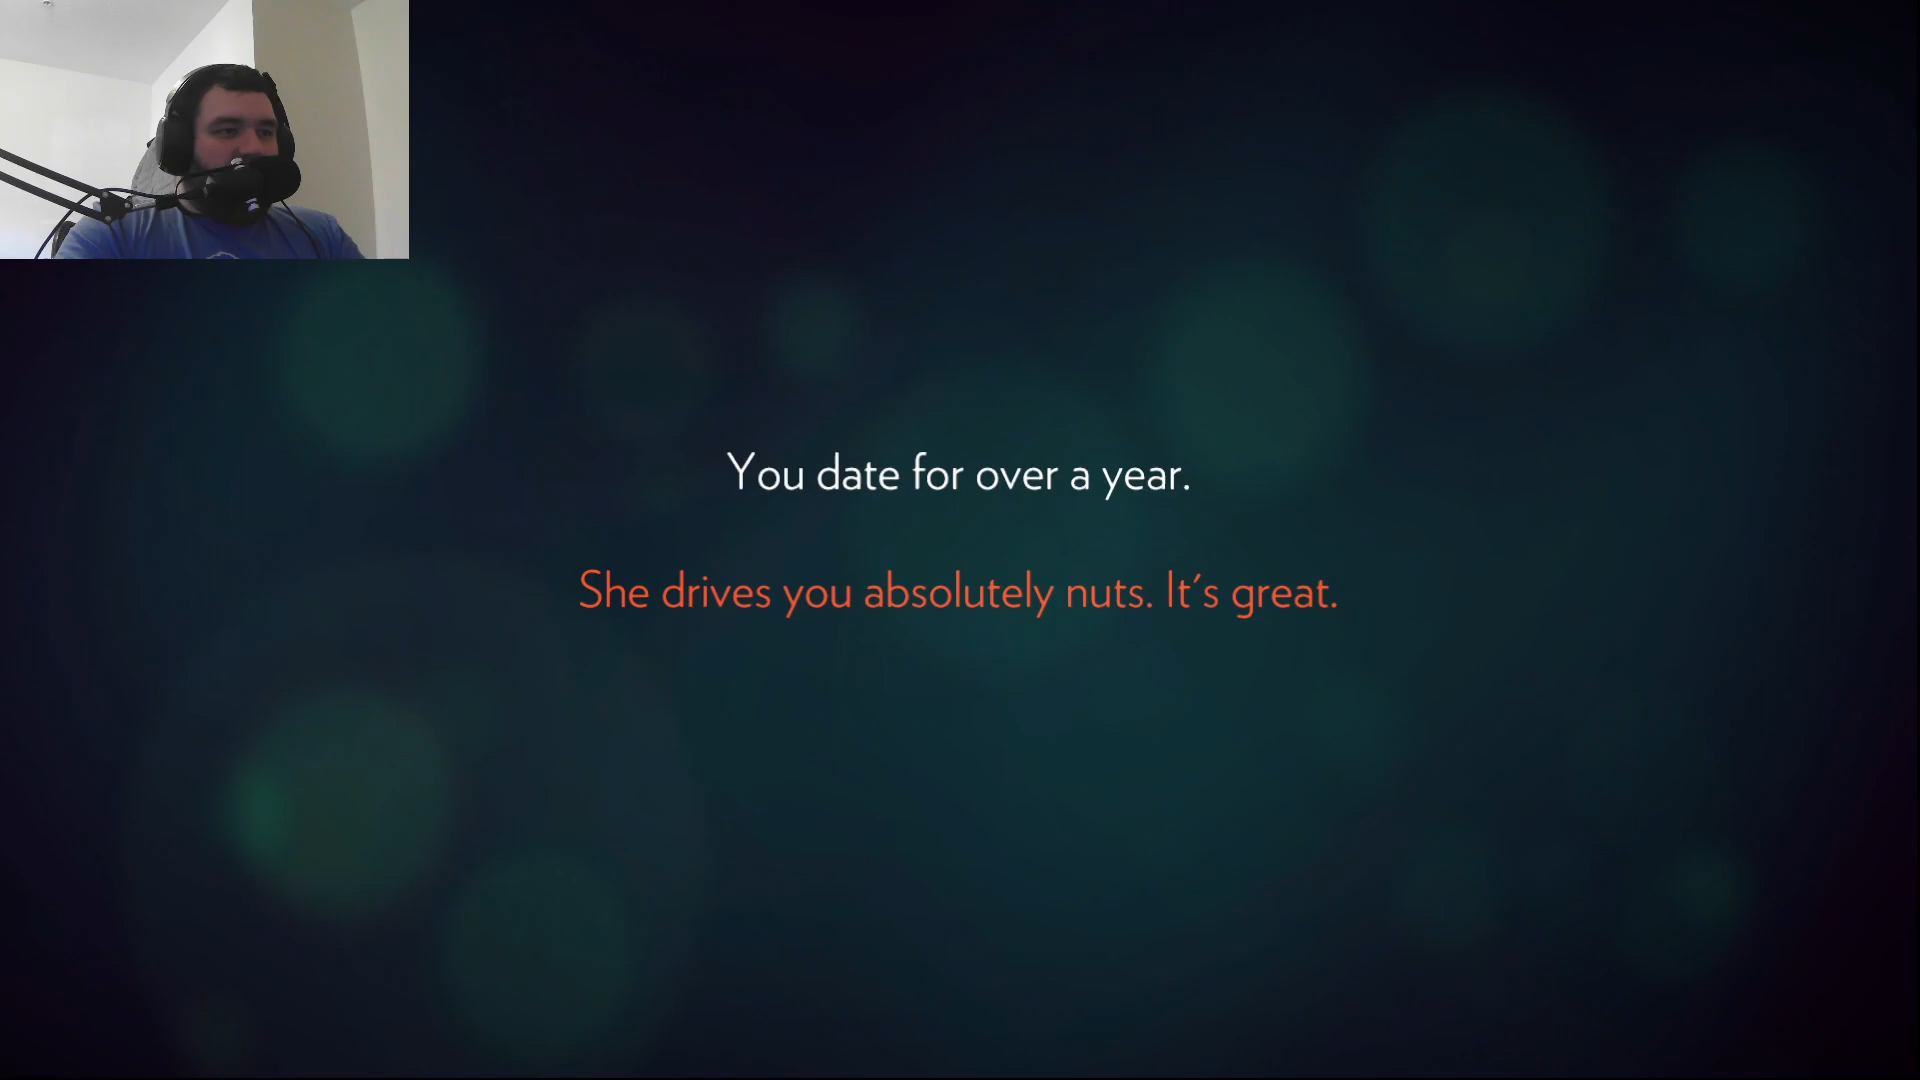 You date for over a year.
She drives you absolutely nuts. It's great.